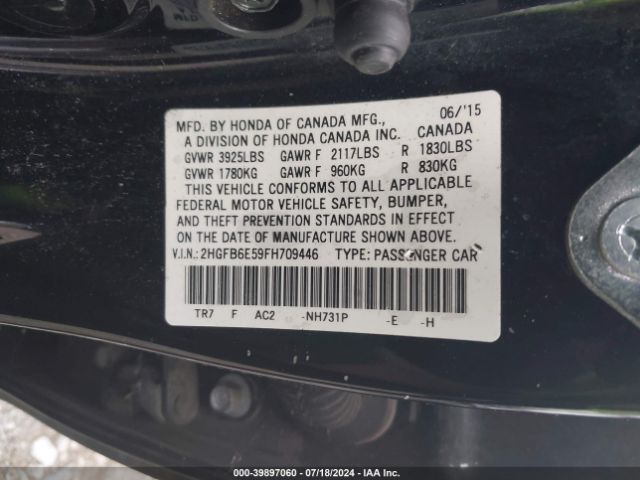 MFD. BY HONDA OF CANADA MFG., 06/'15
A DIVISION OF HONDA CANADA INC. CANADA
GVWR 3925LBS GAWR F 2117LBS R 1830LBS
GVWR 1780KG GAWR F 960KG R 830KG
THIS VEHICLE CONFORMS TO ALL APPLICABLE
FEDERAL MOTOR VEHICLE SAFETY, BUMPER,
AND THEFT PREVENTION STANDARDS IN EFFECT
ON THE DATE OF MANUFACTURE SHOWN ABOVE.
V.I.N.: 2HGFB6E59FH709446 TYPE: PASSENGER CAR
TR7 F AC2 -NH731P -E -H
000-39897060 - 07/18/2024 - IAA Inc.